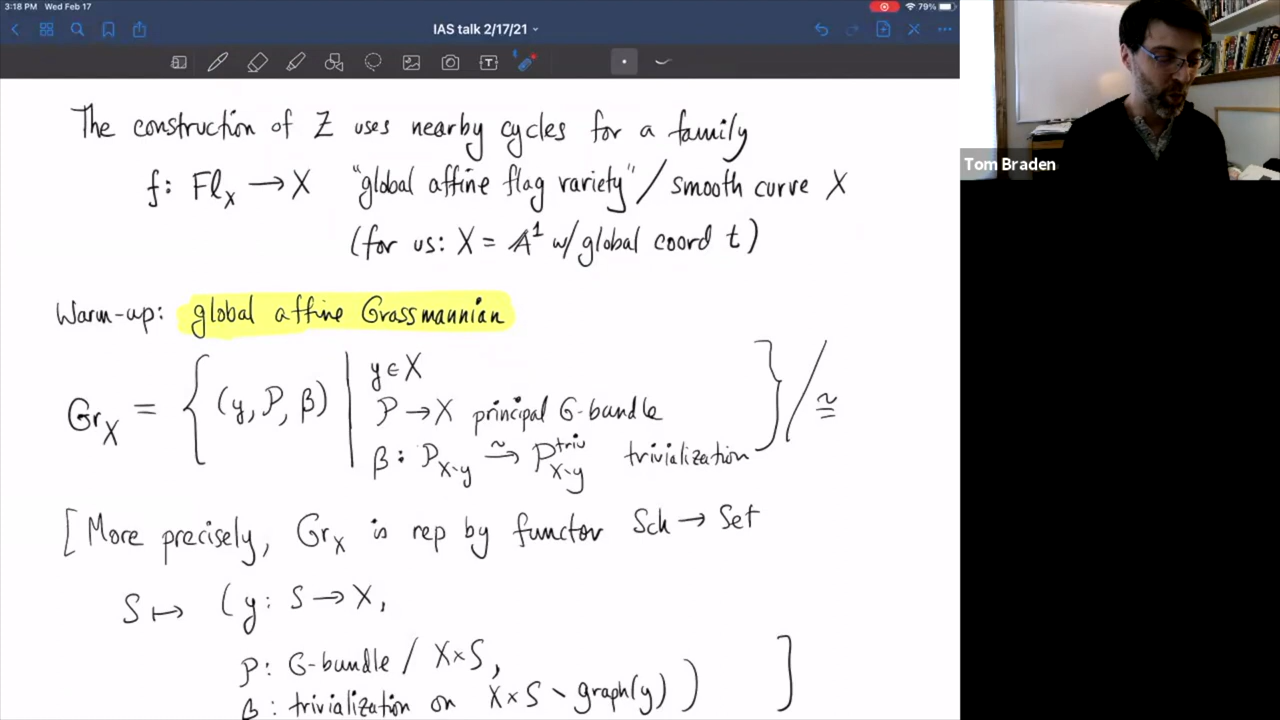 3:18 PM Wed Feb 17
79%
IAS talk 2/17/21
The construction of Z uses nearby cycles for a family
f: Fl_X → X "global affine flag variety" / smooth curve X
(for us: X = A¹ w/ global coord t)
Warm-up: global affine Grassmannian
Gr_X = { (y, P, β) | y ∈ X
P → X principal G-bundle
β: P_{X∖y} ⥲ P^{triv}_{X∖y} trivialization } / ≅
[More precisely, Gr_X is rep by functor Sch → Set
S ↦ (y: S → X,
P: G-bundle / X×S,
β: trivialization on X×S ∖ graph(y)) ]
Tom Braden